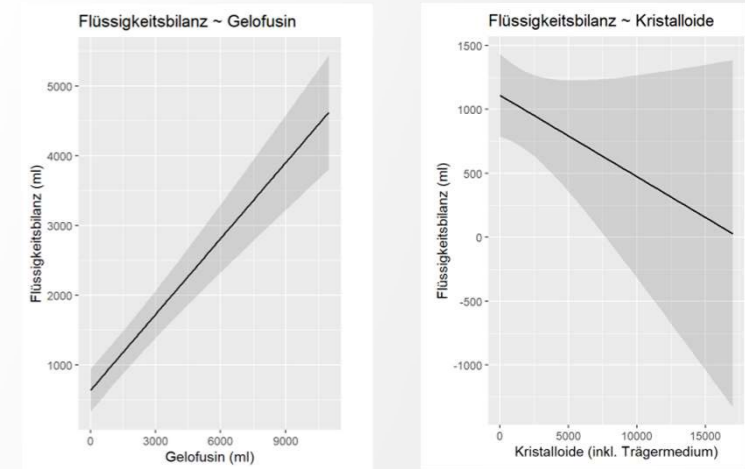 Flüssigkeitsbilanz ~ Gelofusin
Flüssigkeitsbilanz (ml)
5000
4000
3000
2000
1000
0 3000 6000 9000
Gelofusin (ml)
Flüssigkeitsbilanz ~ Kristalloide
Flüssigkeitsbilanz (ml)
1500
1000
500
0
-500
-1000
0 5000 10000 15000
Kristalloide (inkl. Trägermedium)